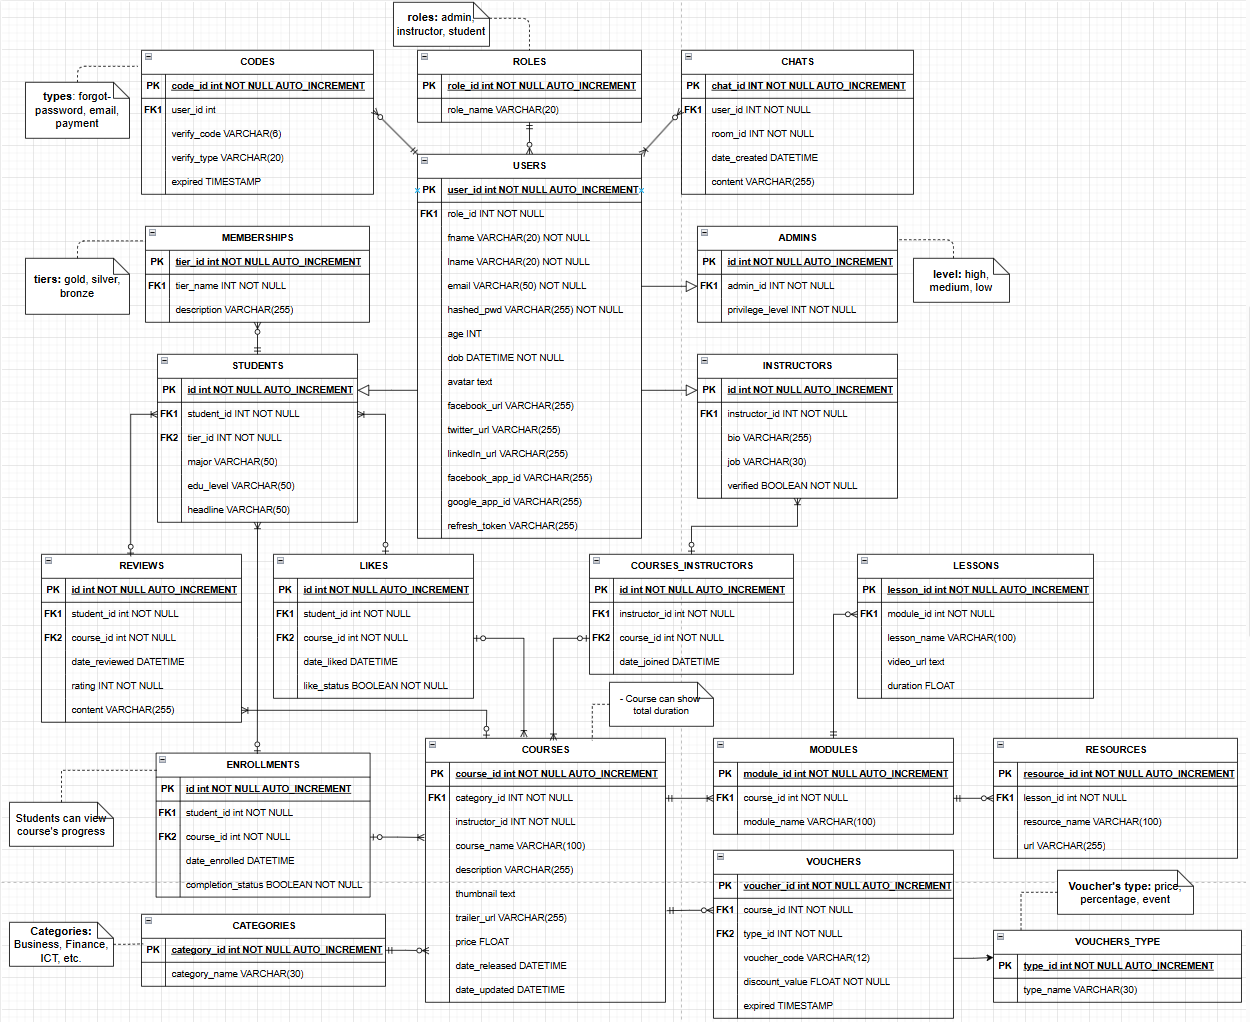 roles: admin,
instructor, student
CODES
PK code_id int NOT NULL AUTO_INCREMENT
FK1 user_id int
verify_code VARCHAR(6)
verify_type VARCHAR(20)
expired TIMESTAMP
types: forgot-
password, email,
payment
ROLES
PK role_id int NOT NULL AUTO_INCREMENT
role_name VARCHAR(20)
CHATS
PK chat_id INT NOT NULL AUTO_INCREMENT
FK1 user_id INT NOT NULL
room_id INT NOT NULL
date_created DATETIME
content VARCHAR(255)
USERS
PK user_id int NOT NULL AUTO_INCREMENT
FK1 role_id INT NOT NULL
fname VARCHAR(20) NOT NULL
lname VARCHAR(20) NOT NULL
email VARCHAR(50) NOT NULL
hashed_pwd VARCHAR(255) NOT NULL
age INT
dob DATETIME NOT NULL
avatar text
facebook_url VARCHAR(255)
twitter_url VARCHAR(255)
linkedIn_url VARCHAR(255)
facebook_app_id VARCHAR(255)
google_app_id VARCHAR(255)
refresh_token VARCHAR(255)
MEMBERSHIPS
PK tier_id int NOT NULL AUTO_INCREMENT
FK1 tier_name INT NOT NULL
description VARCHAR(255)
tiers: gold, silver,
bronze
ADMINS
PK id int NOT NULL AUTO_INCREMENT
FK1 admin_id INT NOT NULL
privilege_level INT NOT NULL
level: high,
medium, low
STUDENTS
PK id int NOT NULL AUTO_INCREMENT
FK1 student_id INT NOT NULL
FK2 tier_id INT NOT NULL
major VARCHAR(50)
edu_level VARCHAR(50)
headline VARCHAR(50)
INSTRUCTORS
PK id int NOT NULL AUTO_INCREMENT
FK1 instructor_id INT NOT NULL
bio VARCHAR(255)
job VARCHAR(30)
verified BOOLEAN NOT NULL
REVIEWS
PK id int NOT NULL AUTO_INCREMENT
FK1 student_id int NOT NULL
FK2 course_id int NOT NULL
date_reviewed DATETIME
rating INT NOT NULL
content VARCHAR(255)
LIKES
PK id int NOT NULL AUTO_INCREMENT
FK1 student_id int NOT NULL
FK2 course_id int NOT NULL
date_liked DATETIME
like_status BOOLEAN NOT NULL
COURSES_INSTRUCTORS
PK id int NOT NULL AUTO_INCREMENT
FK1 instructor_id int NOT NULL
FK2 course_id int NOT NULL
date_joined DATETIME
LESSONS
PK lesson_id int NOT NULL AUTO_INCREMENT
FK1 module_id int NOT NULL
lesson_name VARCHAR(100)
video_url text
duration FLOAT
- Course can show
total duration
ENROLLMENTS
PK id int NOT NULL AUTO_INCREMENT
FK1 student_id int NOT NULL
FK2 course_id int NOT NULL
date_enrolled DATETIME
completion_status BOOLEAN NOT NULL
Students can view
course's progress
COURSES
PK course_id int NOT NULL AUTO_INCREMENT
FK1 category_id INT NOT NULL
instructor_id INT NOT NULL
course_name VARCHAR(100)
description VARCHAR(255)
thumbnail text
trailer_url VARCHAR(255)
price FLOAT
date_released DATETIME
date_updated DATETIME
MODULES
PK module_id int NOT NULL AUTO_INCREMENT
FK1 course_id int NOT NULL
module_name VARCHAR(100)
RESOURCES
PK resource_id int NOT NULL AUTO_INCREMENT
FK1 lesson_id int NOT NULL
resource_name VARCHAR(100)
url VARCHAR(255)
VOUCHERS
PK voucher_id int NOT NULL AUTO_INCREMENT
FK1 course_id INT NOT NULL
FK2 type_id INT NOT NULL
voucher_code VARCHAR(12)
discount_value FLOAT NOT NULL
expired TIMESTAMP
Voucher's type: price,
percentage, event
CATEGORIES
PK category_id int NOT NULL AUTO_INCREMENT
category_name VARCHAR(30)
Categories:
Business, Finance,
ICT, etc.
VOUCHERS_TYPE
PK type_id int NOT NULL AUTO_INCREMENT
type_name VARCHAR(30)